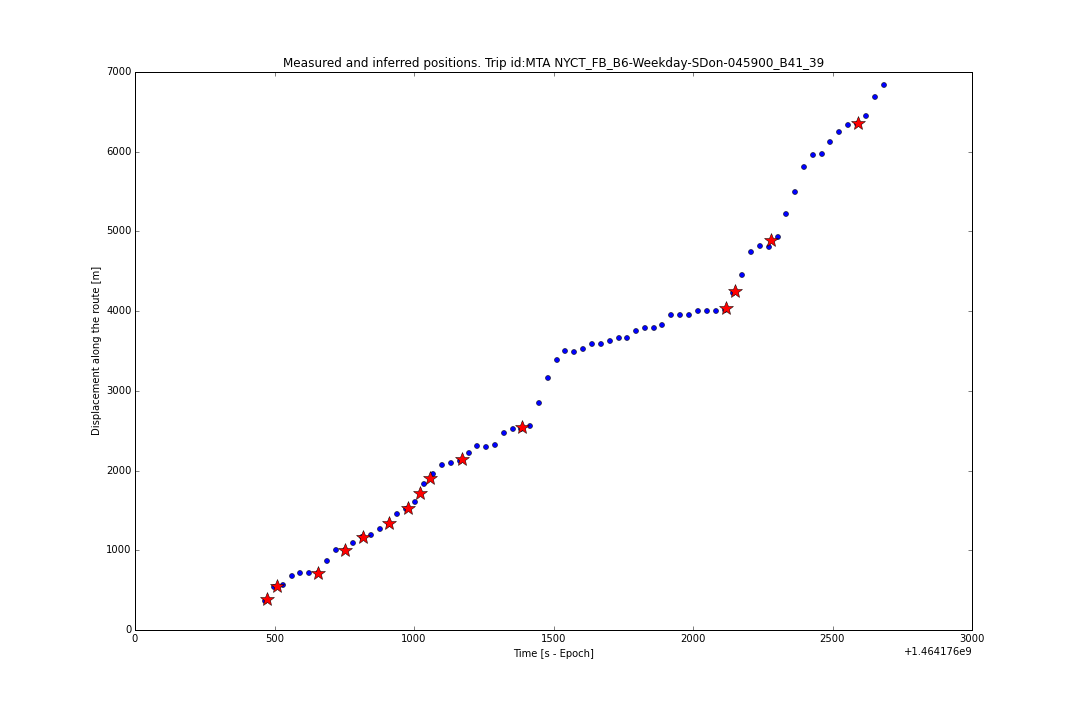 Measured and inferred positions. Trip id:MTA NYCT_FB_B6-Weekday-SDon-045900_B41_39
7000
6000
5000
4000
3000
2000
1000
0
Displacement along the route [m]
0 500 1000 1500 2000 2500 3000
Time [s - Epoch]
+1.464176e9